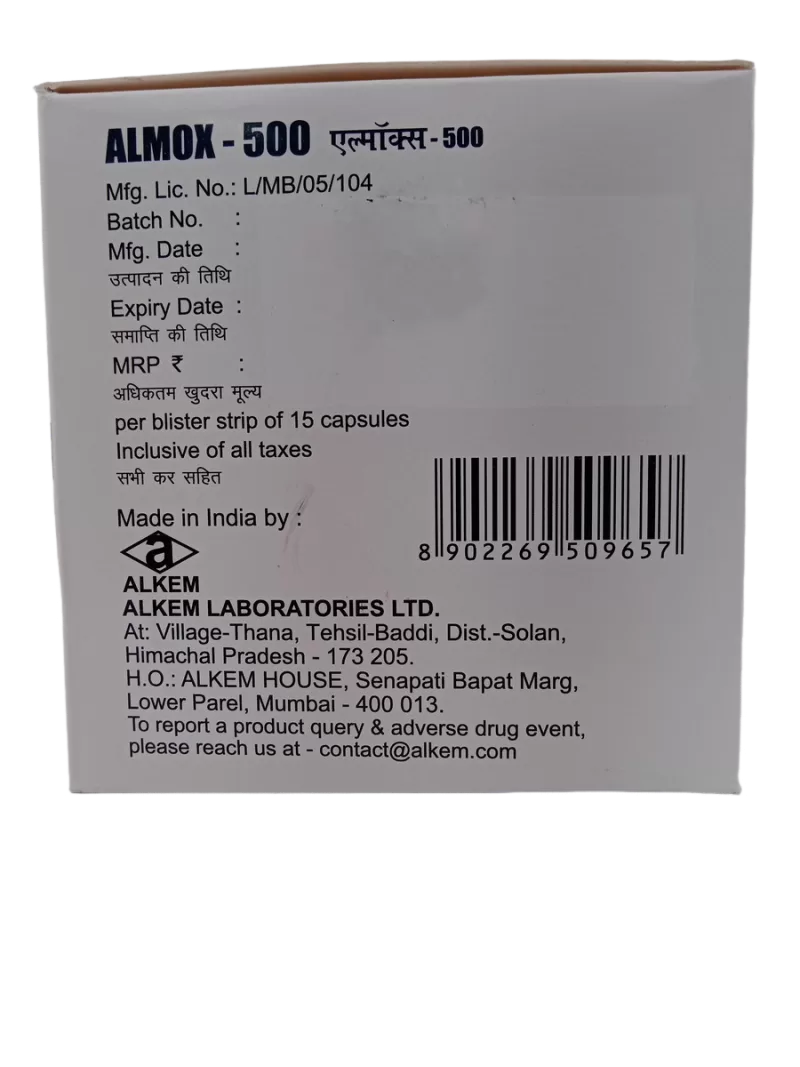 ALMOX - 500 एल्मॉक्स - 500
Mfg. Lic. No.: L/MB/05/104
Batch No. :
Mfg. Date :
उत्पादन की तिथि
Expiry Date :
समाप्ति की तिथि
MRP ₹ :
अधिकतम खुदरा मूल्य
per blister strip of 15 capsules
Inclusive of all taxes
सभी कर सहित
Made in India by :
a
ALKEM
ALKEM LABORATORIES LTD.
At: Village-Thana, Tehsil-Baddi, Dist.-Solan,
Himachal Pradesh - 173 205.
H.O.: ALKEM HOUSE, Senapati Bapat Marg,
Lower Parel, Mumbai - 400 013.
To report a product query & adverse drug event,
please reach us at - contact@alkem.com
8 902269 509657